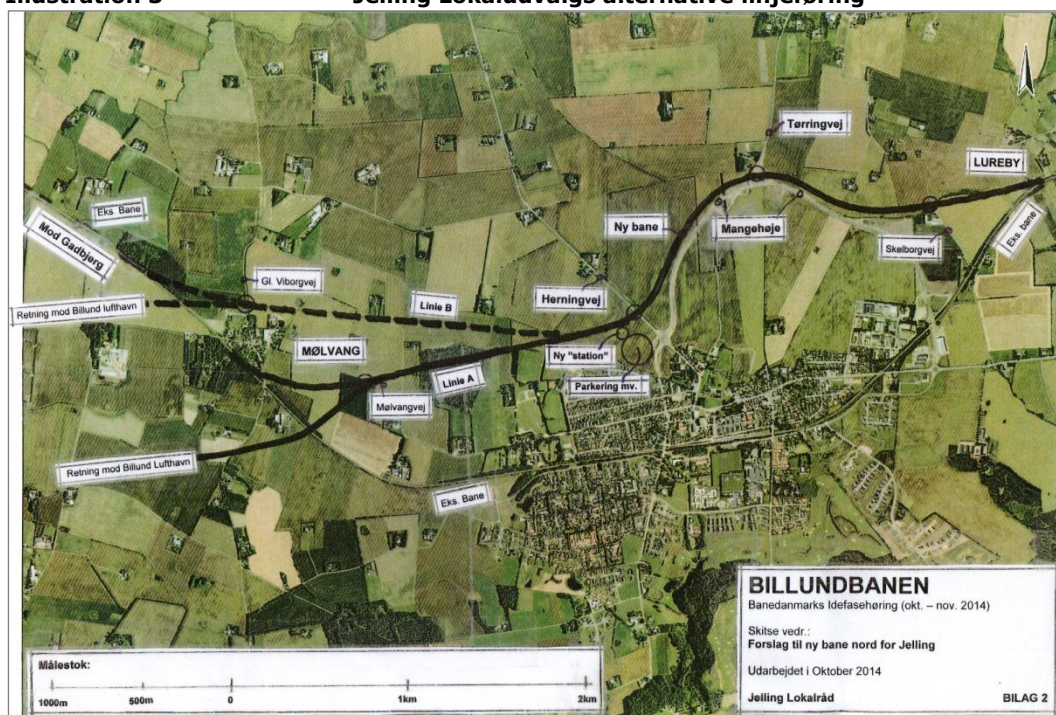 Illustration 3 Jelling Lokaludvalgs alternative linjeføring
Tørringvej
LUREBY
Eks. Bane
Mod Gadbjerg
Ny bane
Mangehøje
Skelborgvej
Eks. bane
Gl. Viborgvej
Herningvej
Retning mod Billund lufthavn
Linie B
MØLVANG
Ny "station"
Linie A
Parkering mv.
Mølvangvej
Retning mod Billund Lufthavn
Eks. Bane
BILLUNDBANEN
Banedanmarks Idefasehøring (okt. – nov. 2014)
Skitse vedr.:
Forslag til ny bane nord for Jelling
Udarbejdet i Oktober 2014
Jelling Lokalråd BILAG 2
Målestok:
1000m 500m 0 1km 2km